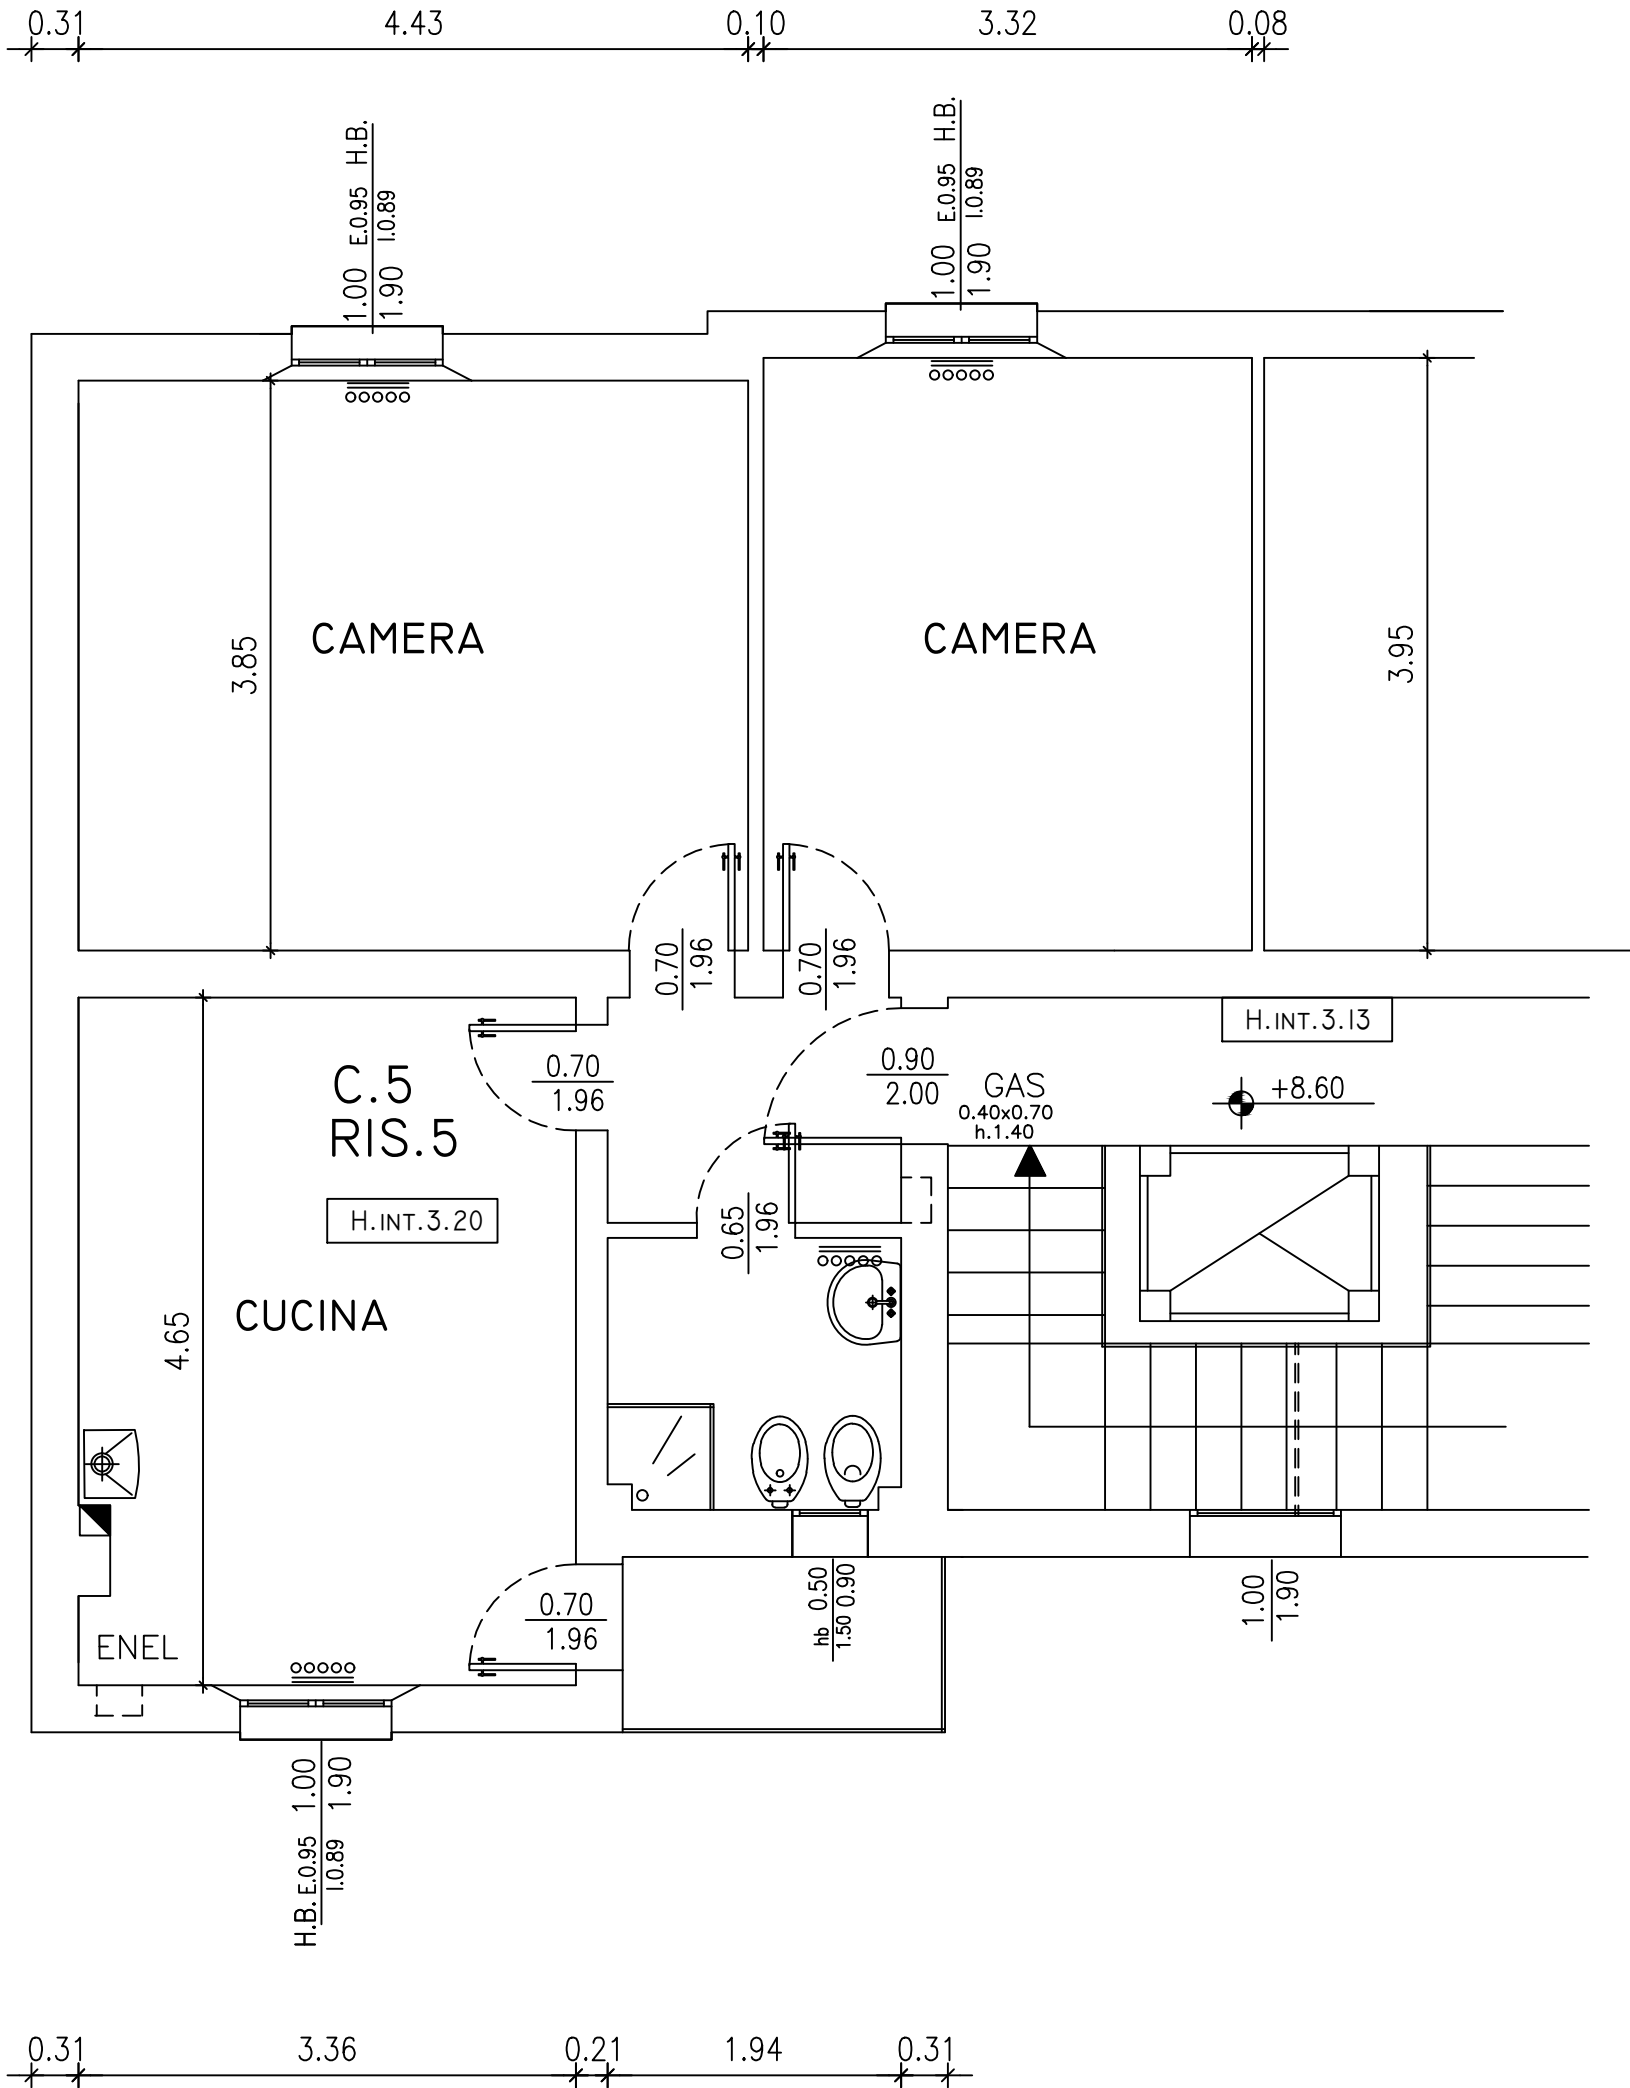 0.31 4.43 0.10 3.32 0.08
1.00 E.0.95 H.B.
1.90 I.0.89
1.00 E.0.95 H.B.
1.90 I.0.89
3.85
CAMERA
CAMERA
3.95
0.70
1.96
0.70
1.96
H.INT.3.13
0.70
1.96
0.90
2.00
GAS
0.40x0.70
h.1.40
+8.60
C.5
RIS.5
H.INT.3.20
0.65
1.96
4.65
CUCINA
0.70
1.96
hb 0.50
1.50 0.90
1.00
1.90
ENEL
H.B. E.0.95 1.00
I.0.89 1.90
0.31 3.36 0.21 1.94 0.31